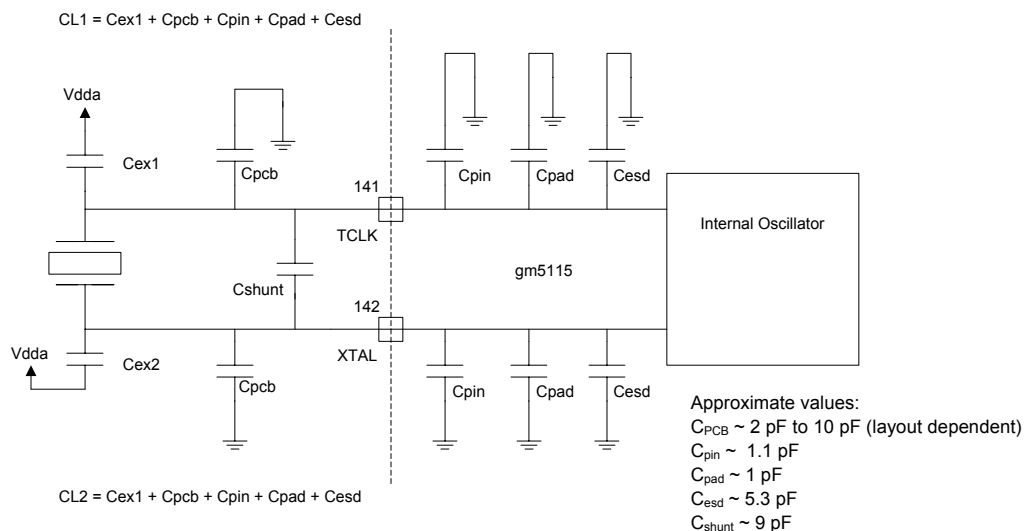 CL1 = Cex1 + Cpcb + Cpin + Cpad + Cesd
Vdda
Cex1
Cpcb
Cpin
Cpad
Cesd
141
TCLK
Internal Oscillator
gm5115
Cshunt
142
XTAL
Vdda
Cex2
Cpcb
Cpin
Cpad
Cesd
Approximate values:
CPCB ~ 2 pF to 10 pF (layout dependent)
Cpin ~ 1.1 pF
Cpad ~ 1 pF
Cesd ~ 5.3 pF
Cshunt ~ 9 pF
CL2 = Cex1 + Cpcb + Cpin + Cpad + Cesd